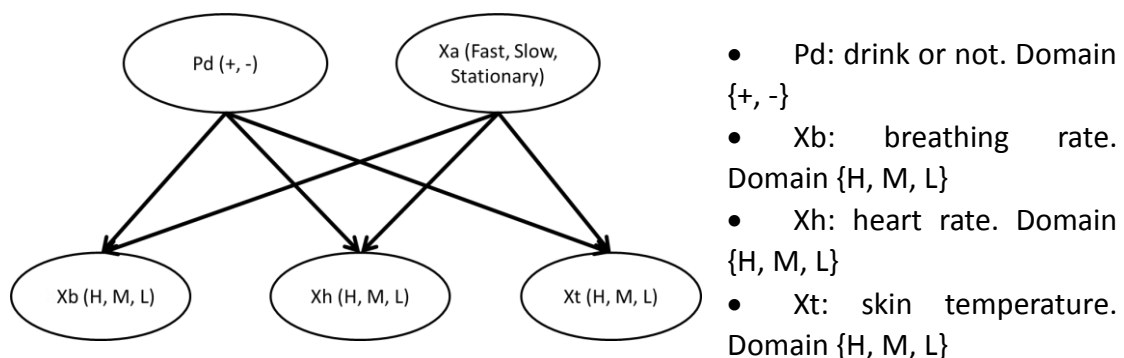 Pd (+, -)
Xa (Fast, Slow,
Stationary)
Xb (H, M, L)
Xh (H, M, L)
Xt (H, M, L)
• Pd: drink or not. Domain
{+, -}
• Xb: breathing rate.
Domain {H, M, L}
• Xh: heart rate. Domain
{H, M, L}
• Xt: skin temperature.
Domain {H, M, L}